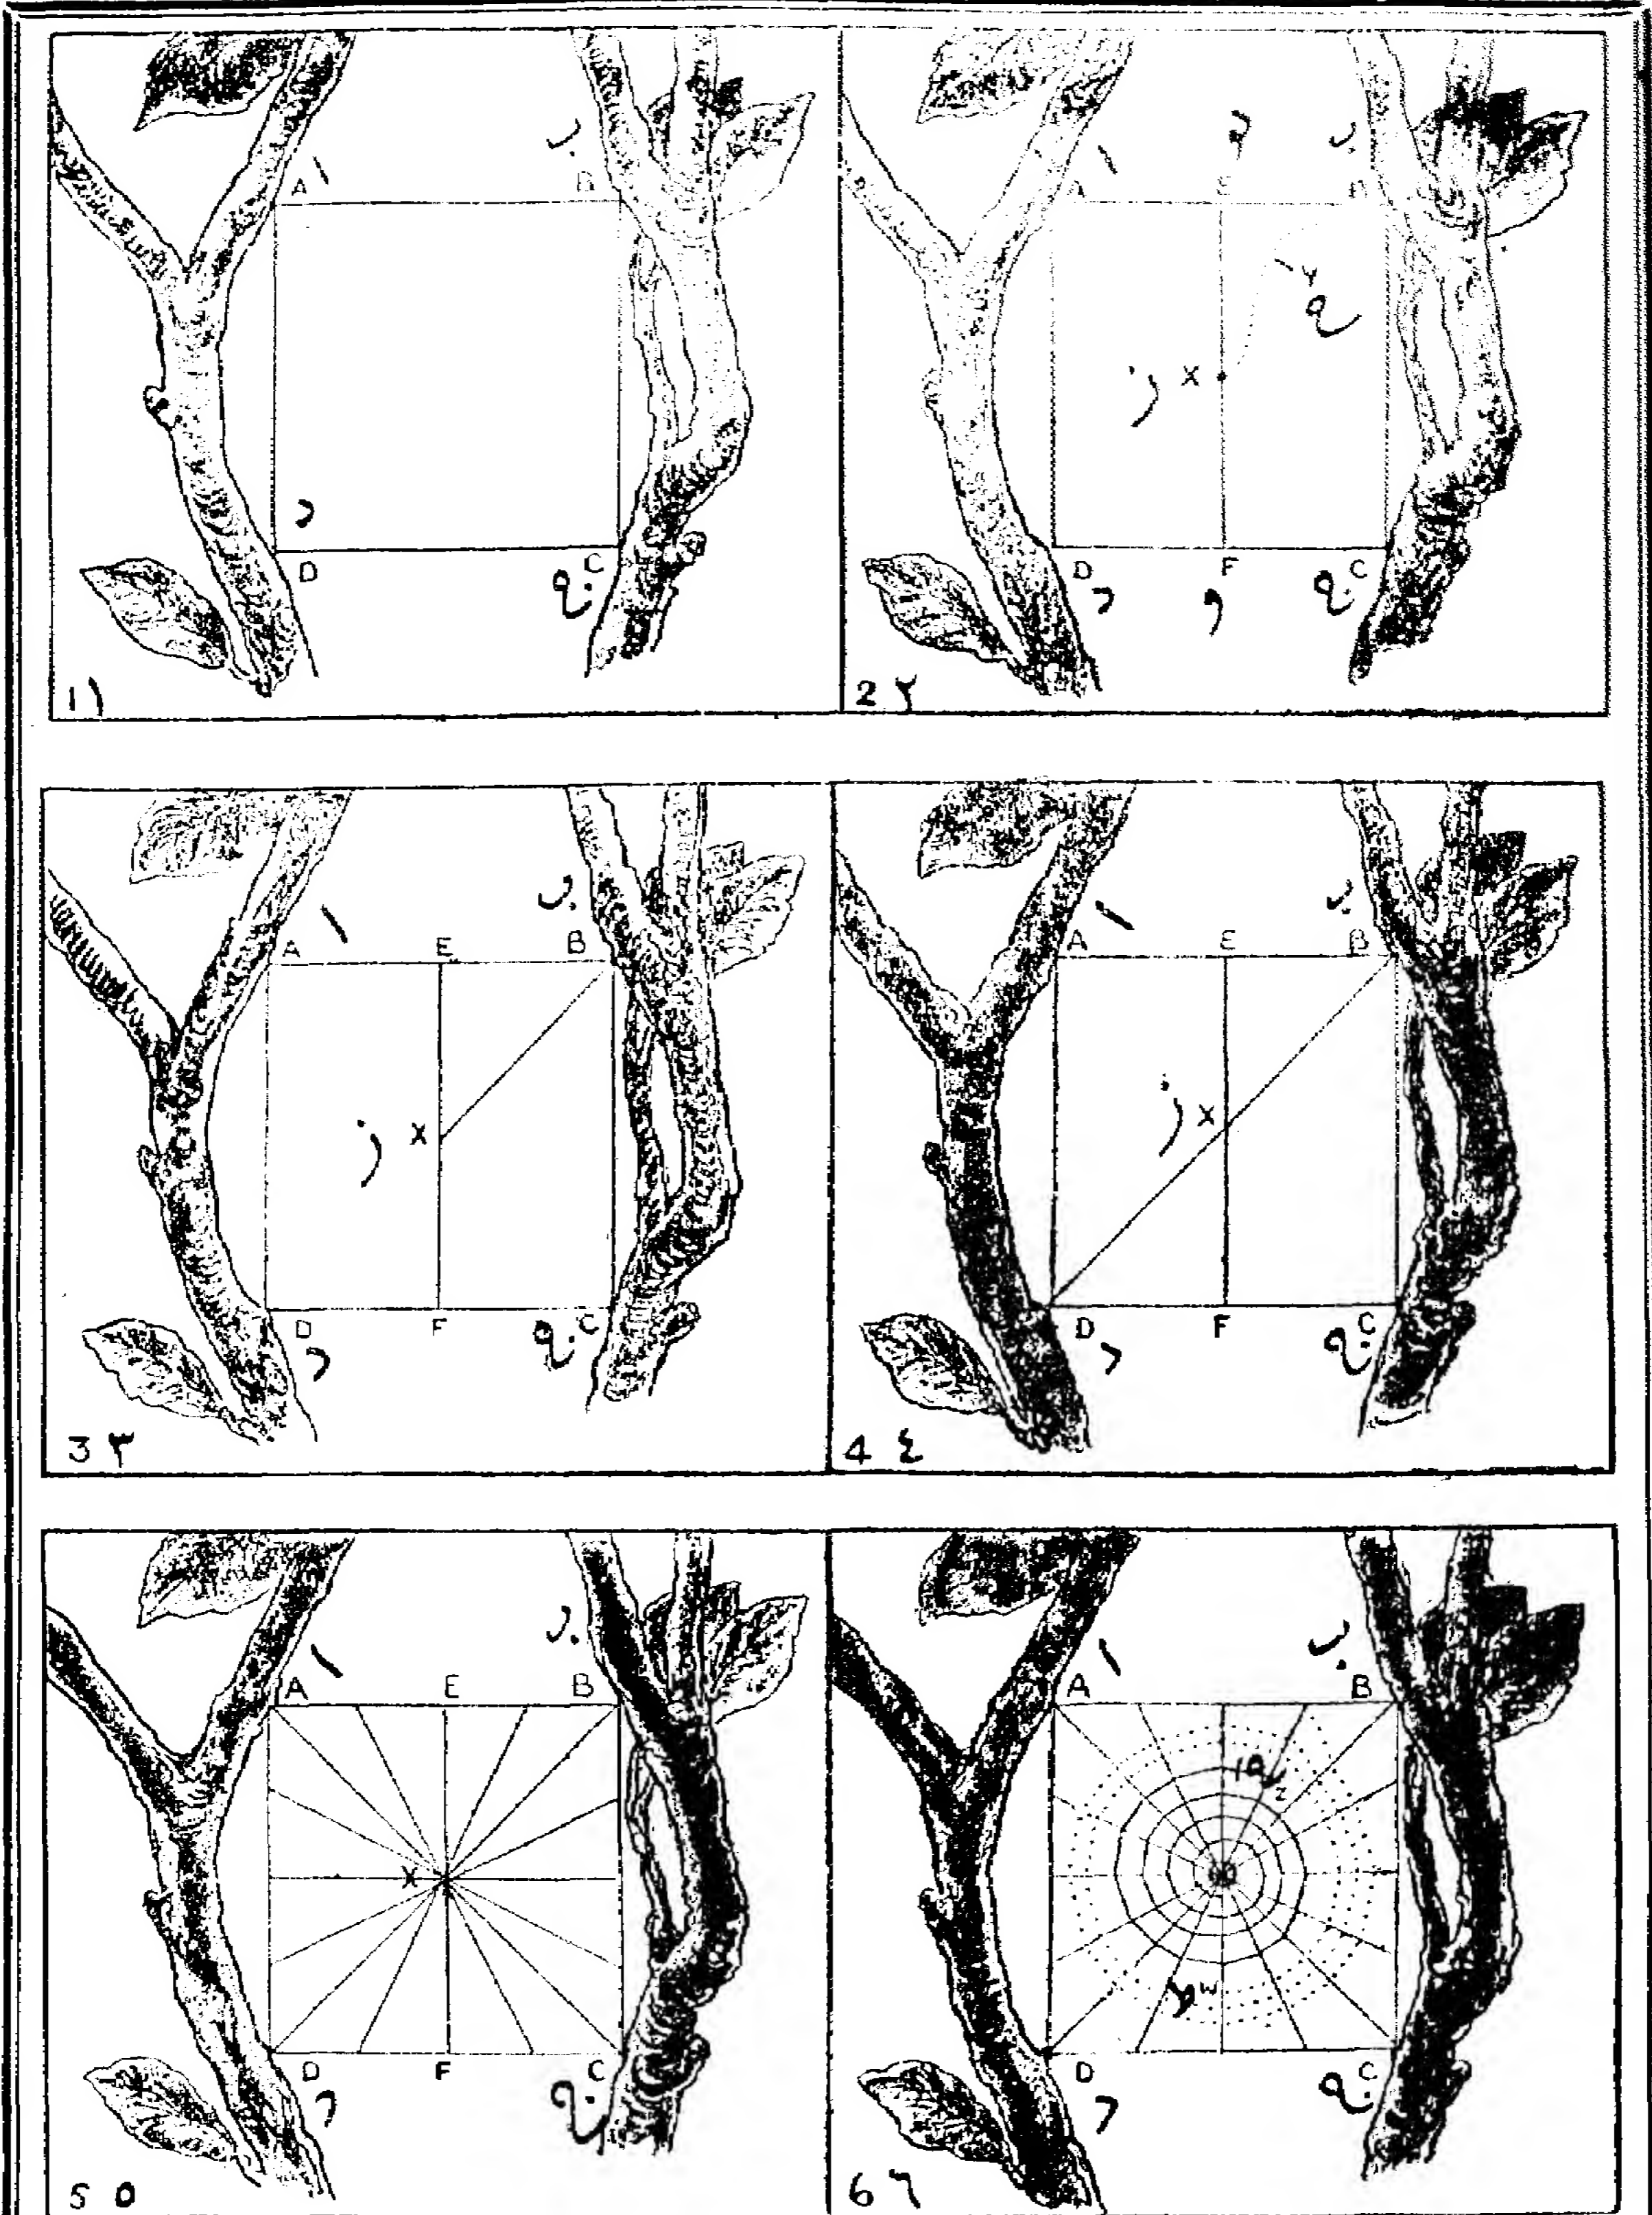 A ا B ب
D د C ج
1 ١
A ا E ه B ب
Y ع
X ز
D د F و C ج
2 ٢
A ا E B ب
X ز
D د F C ج
3 ٣
A ا E B ب
X ز
D د F C ج
4 ٤
A ا E B ب
X
D د F C ج
5 ٥
A ا B ب
Z
W
D د C ج
6 ٦